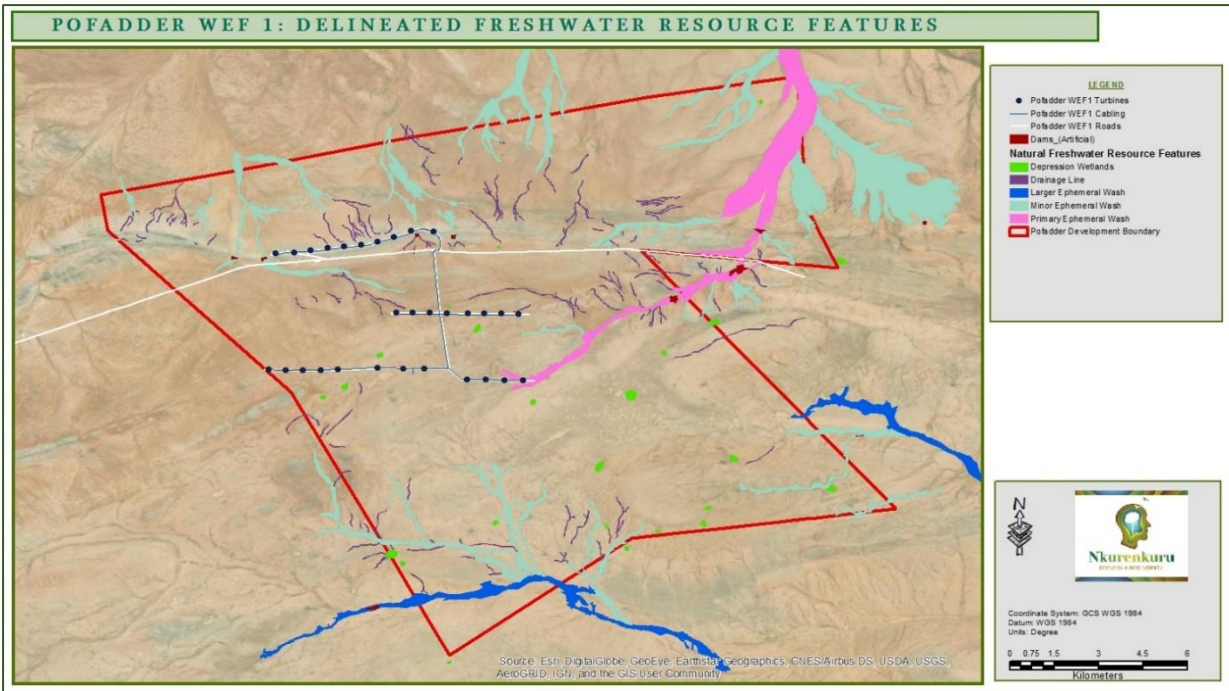 POFADDER WEF 1: DELINEATED FRESHWATER RESOURCE FEATURES
LEGEND
Pofadder WEF1 Turbines
Pofadder WEF1 Cabling
Pofadder WEF1 Roads
Dams_(Artificial)
Natural Freshwater Resource Features
Depression Wetlands
Drainage Line
Larger Ephemeral Wash
Minor Ephemeral Wash
Primary Ephemeral Wash
Pofadder Development Boundary
N
Nkurenkuru
Coordinate System: GCS WGS 1984
Datum: WGS 1984
Units: Degree
0 0.75 1.5 3 4.5 6
Kilometers
Source: Esri, DigitalGlobe, GeoEye, Earthstar Geographics, CNES/Airbus DS, USDA, USGS,
AeroGRID, IGN, and the GIS User Community